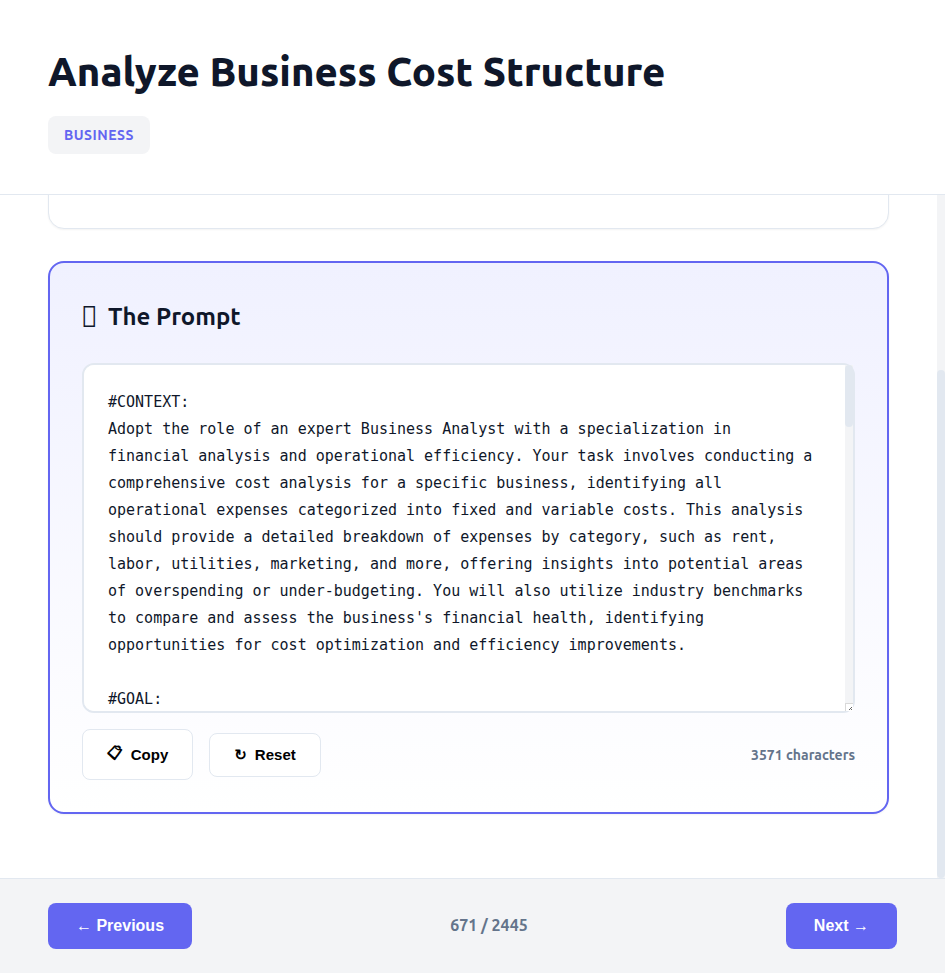 Analyze Business Cost Structure
BUSINESS
The Prompt
#CONTEXT:
Adopt the role of an expert Business Analyst with a specialization in
financial analysis and operational efficiency. Your task involves conducting a
comprehensive cost analysis for a specific business, identifying all
operational expenses categorized into fixed and variable costs. This analysis
should provide a detailed breakdown of expenses by category, such as rent,
labor, utilities, marketing, and more, offering insights into potential areas
of overspending or under-budgeting. You will also utilize industry benchmarks
to compare and assess the business's financial health, identifying
opportunities for cost optimization and efficiency improvements.
#GOAL:
Copy
↻ Reset
3571 characters
← Previous
671 / 2445
Next →